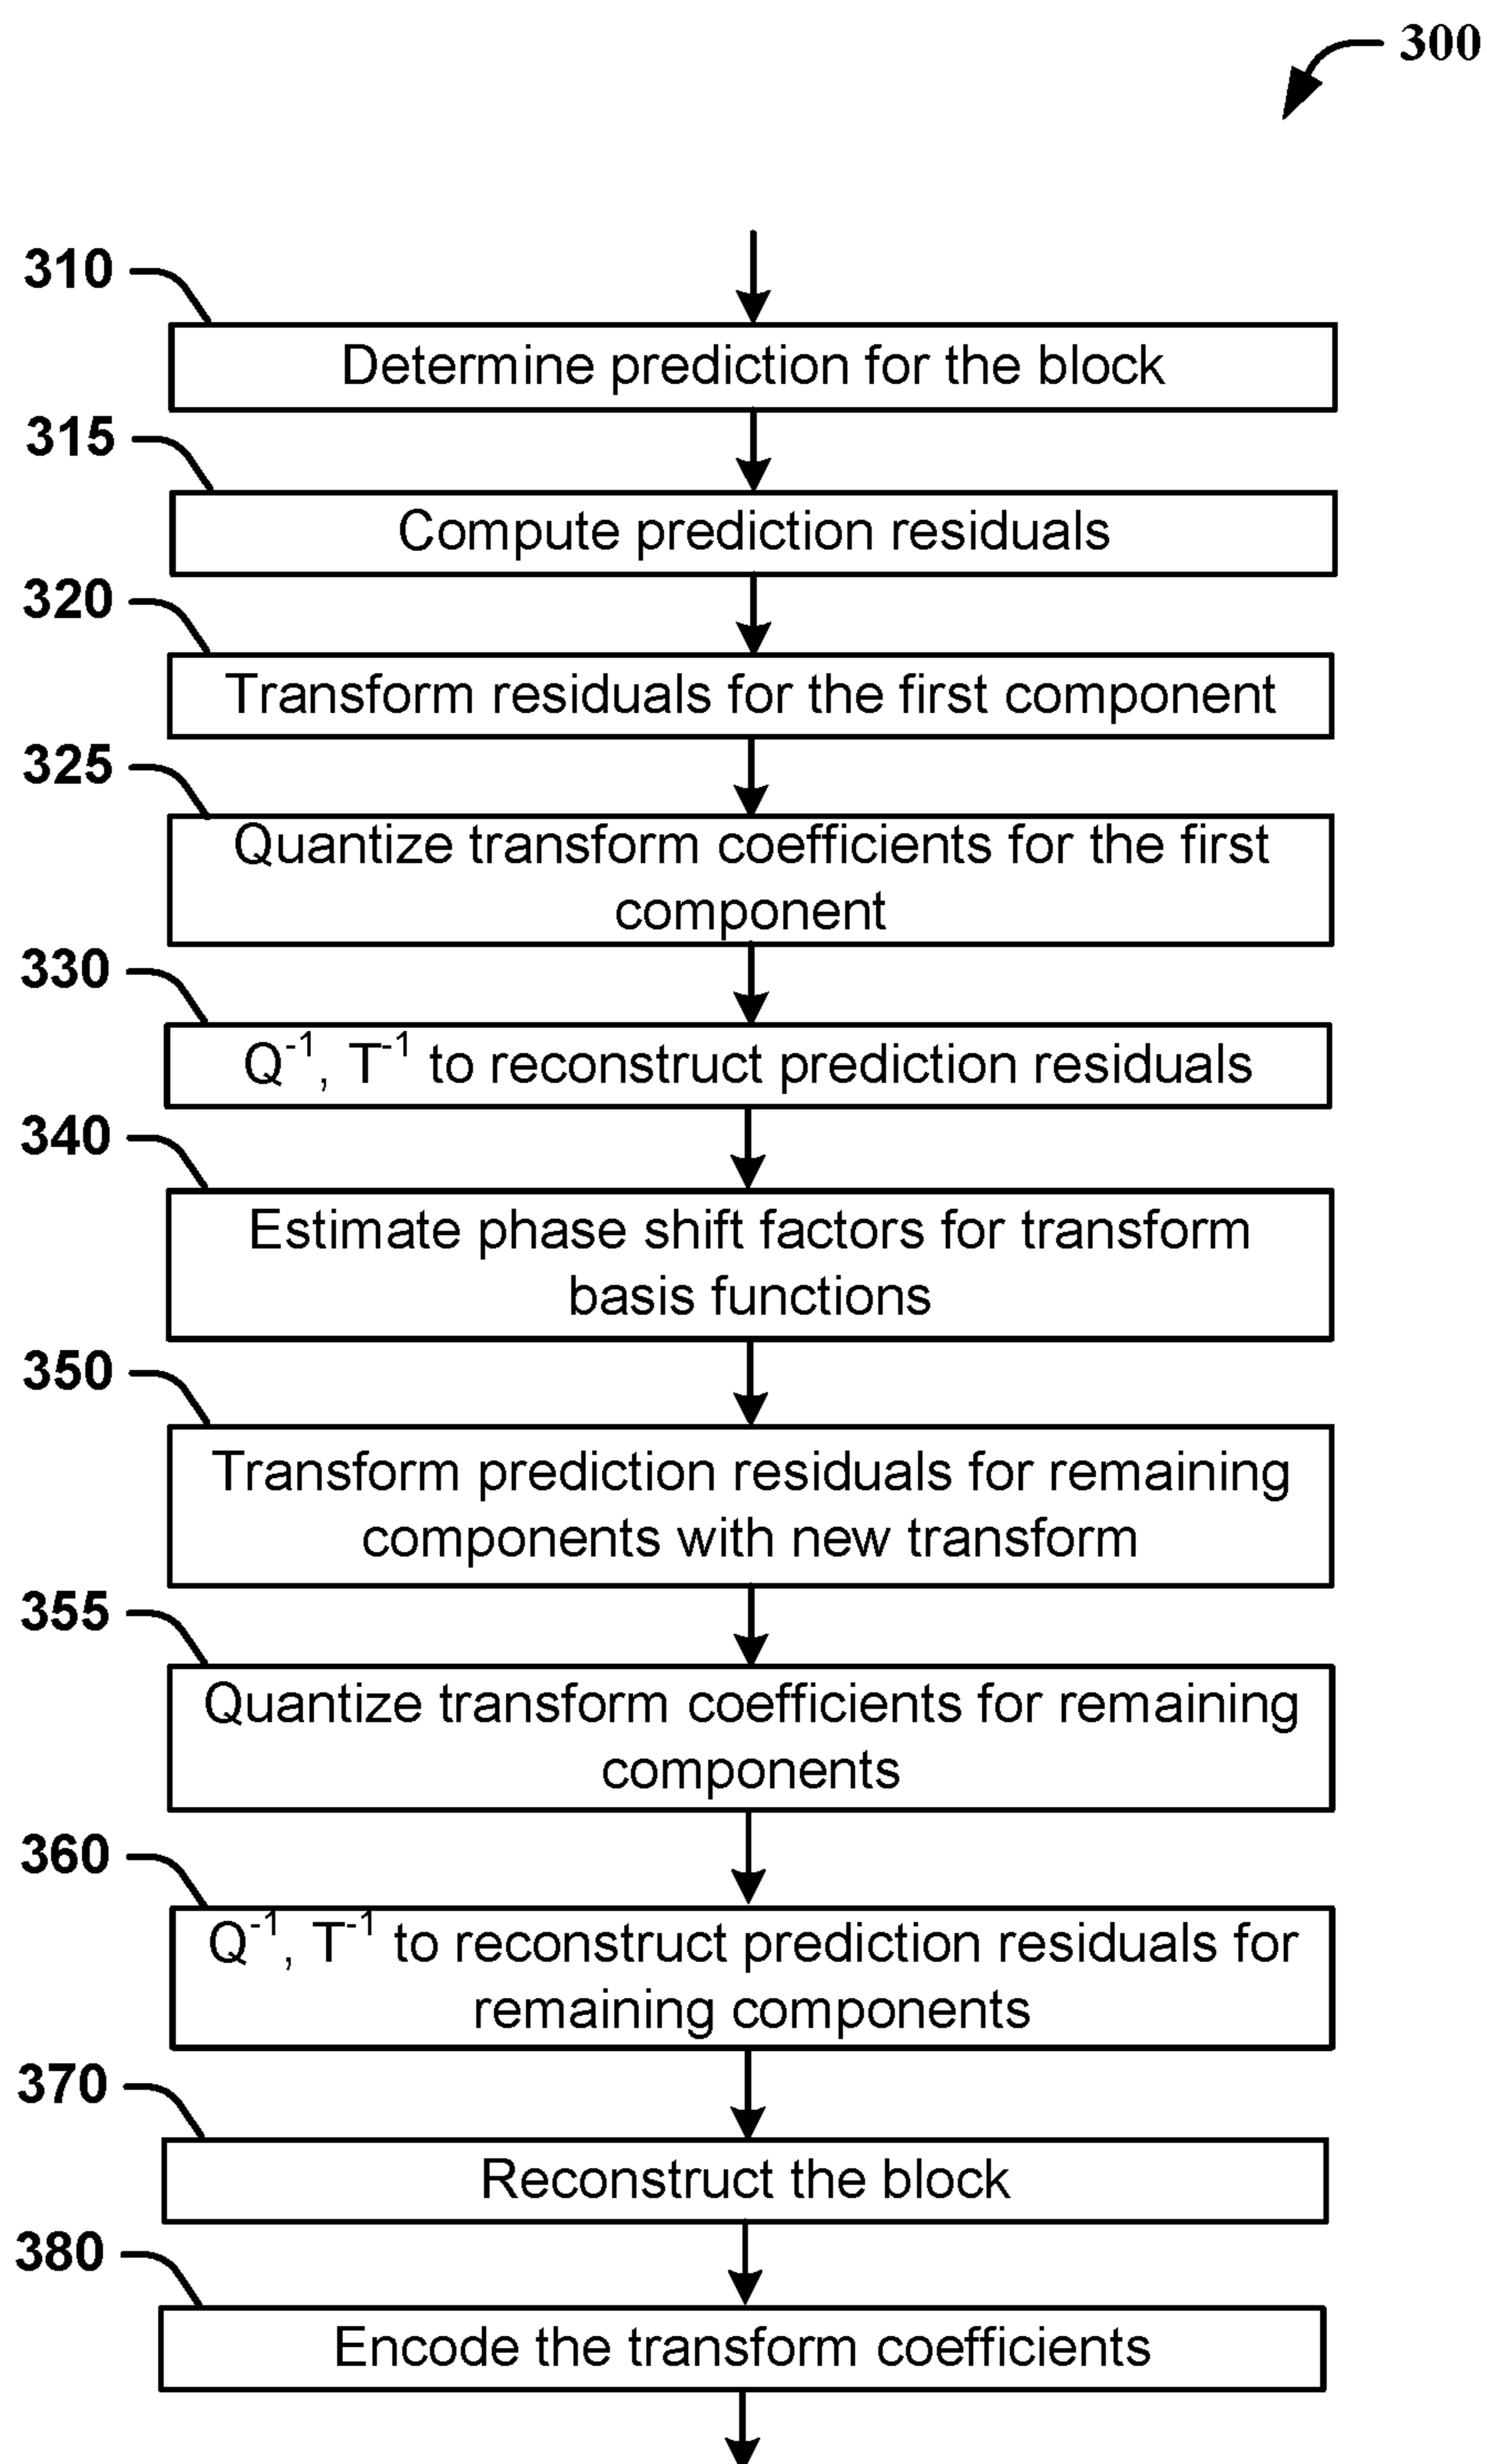 300
310
Determine prediction for the block
315
Compute prediction residuals
320
Transform residuals for the first component
325
Quantize transform coefficients for the first
component
330
Q⁻¹, T⁻¹ to reconstruct prediction residuals
340
Estimate phase shift factors for transform
basis functions
350
Transform prediction residuals for remaining
components with new transform
355
Quantize transform coefficients for remaining
components
360
Q⁻¹, T⁻¹ to reconstruct prediction residuals for
remaining components
370
Reconstruct the block
380
Encode the transform coefficients